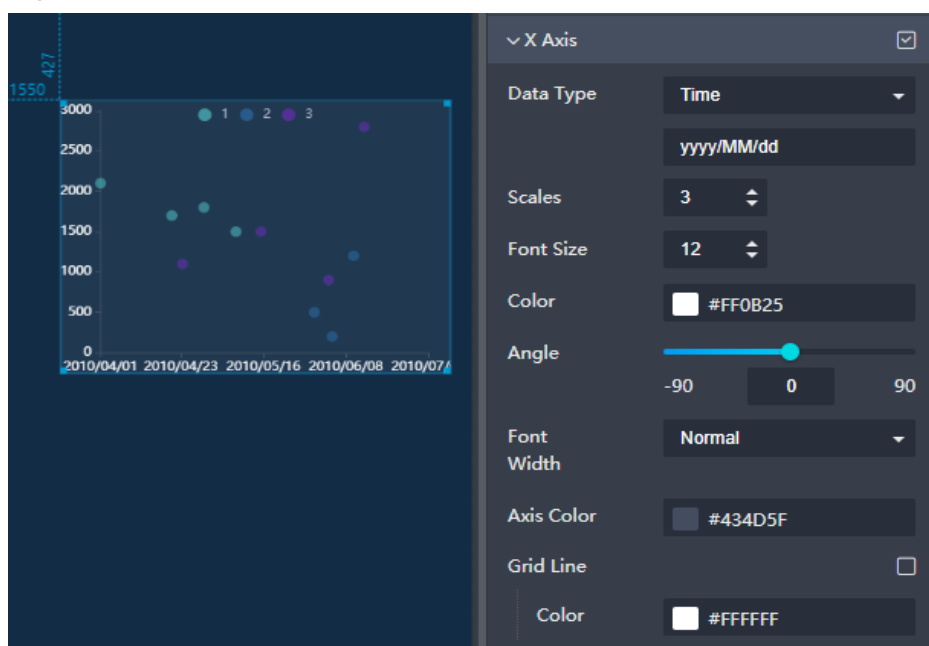 427
1550
3000
1 2 3
2500
2000
1500
1000
500
0
2010/04/01 2010/04/23 2010/05/16 2010/06/08 2010/07/
X Axis
Data Type Time
yyyy/MM/dd
Scales 3
Font Size 12
Color #FF0B25
Angle
-90 0 90
Font Width Normal
Axis Color #434D5F
Grid Line
Color #FFFFFF